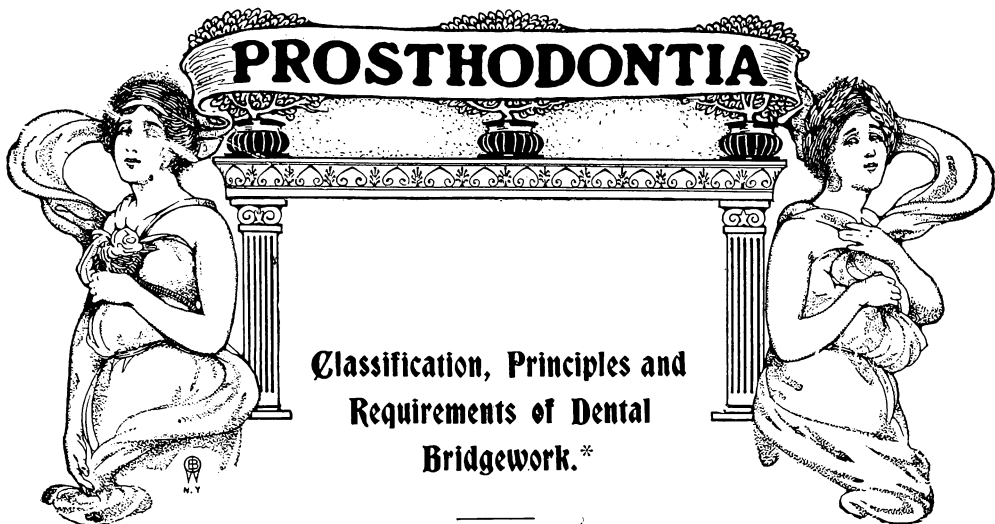 PROSTHODONTIA
Classification, Principles and
Requirements of Dental
Bridgework.*
N.Y